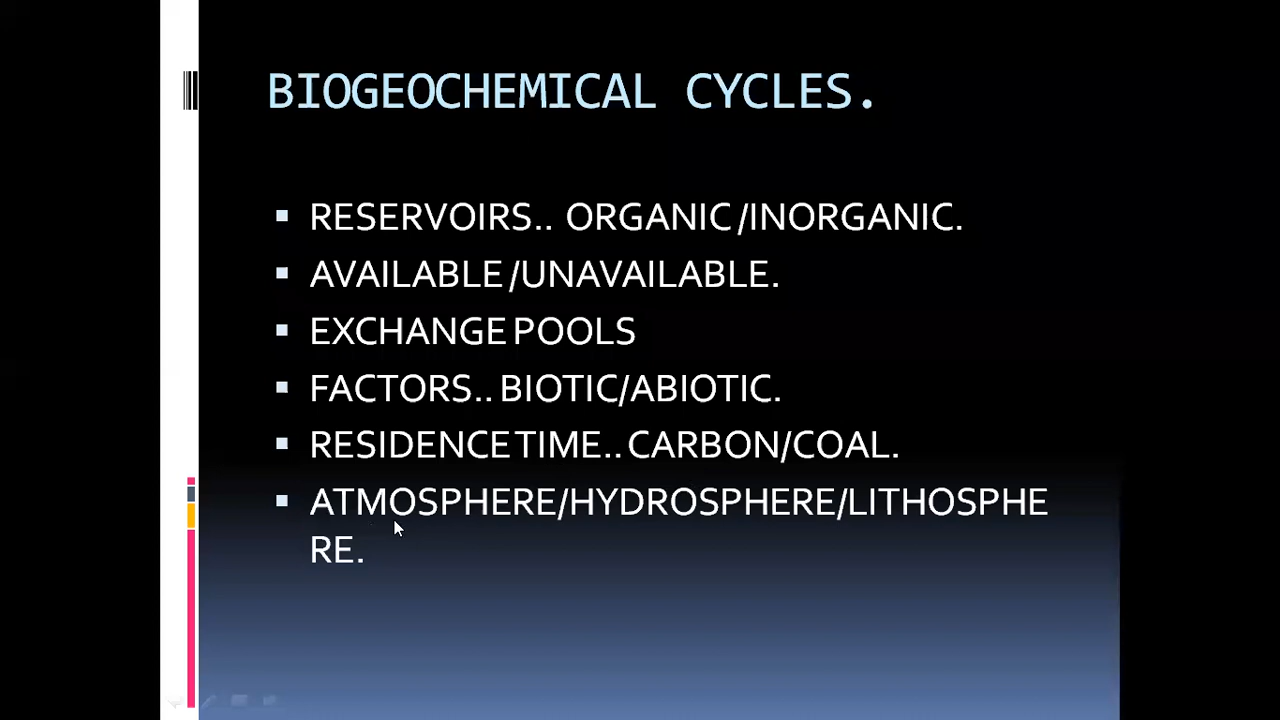 BIOGEOCHEMICAL CYCLES.
RESERVOIRS.. ORGANIC/INORGANIC.
AVAILABLE/UNAVAILABLE.
EXCHANGE POOLS
FACTORS.. BIOTIC/ABIOTIC.
RESIDENCE TIME.. CARBON/COAL.
ATMOSPHERE/HYDROSPHERE/LITHOSPHE
RE.